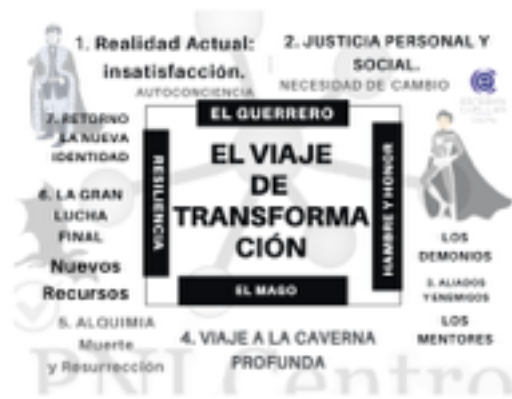 1. Realidad Actual:
insatisfacción.
AUTOCONCIENCIA
2. JUSTICIA PERSONAL Y
SOCIAL.
NECESIDAD DE CAMBIO
EL GUERRERO
7. RETORNO
LA NUEVA
IDENTIDAD
RESILIENCIA
EL VIAJE
DE
TRANSFORMA
CIÓN
HAMBRE Y HONOR
6. LA GRAN
LUCHA
FINAL
Nuevos
Recursos
LOS
DEMONIOS
3. ALIADOS
Y ENEMIGOS
LOS
MENTORES
EL MAGO
5. ALQUIMIA
Muerte
y Resurrección
4. VIAJE A LA CAVERNA
PROFUNDA
PNI Centro